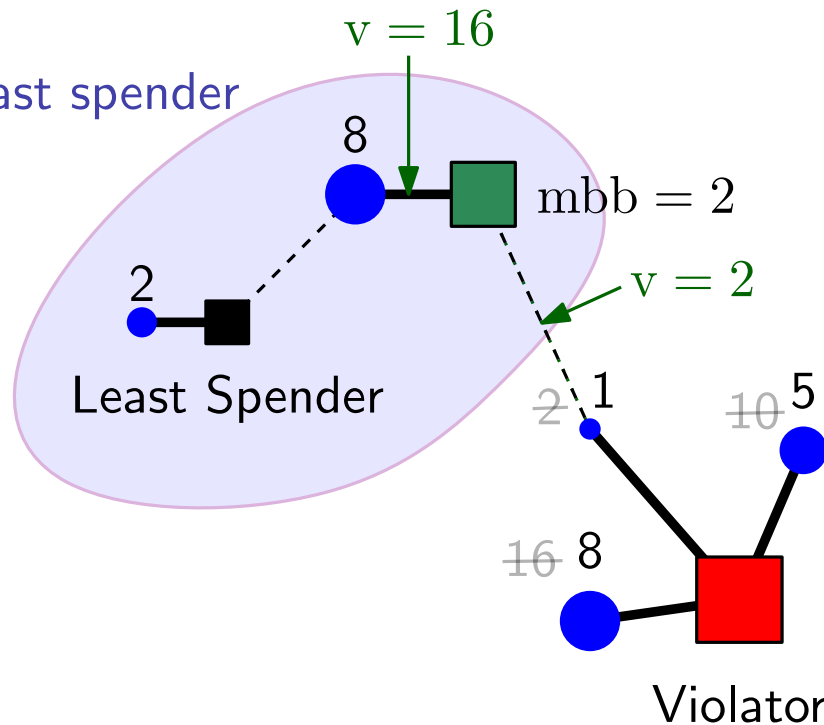 v = 16
ast spender
8
mbb = 2
2
v = 2
Least Spender
2 1
10 5
16 8
Violator